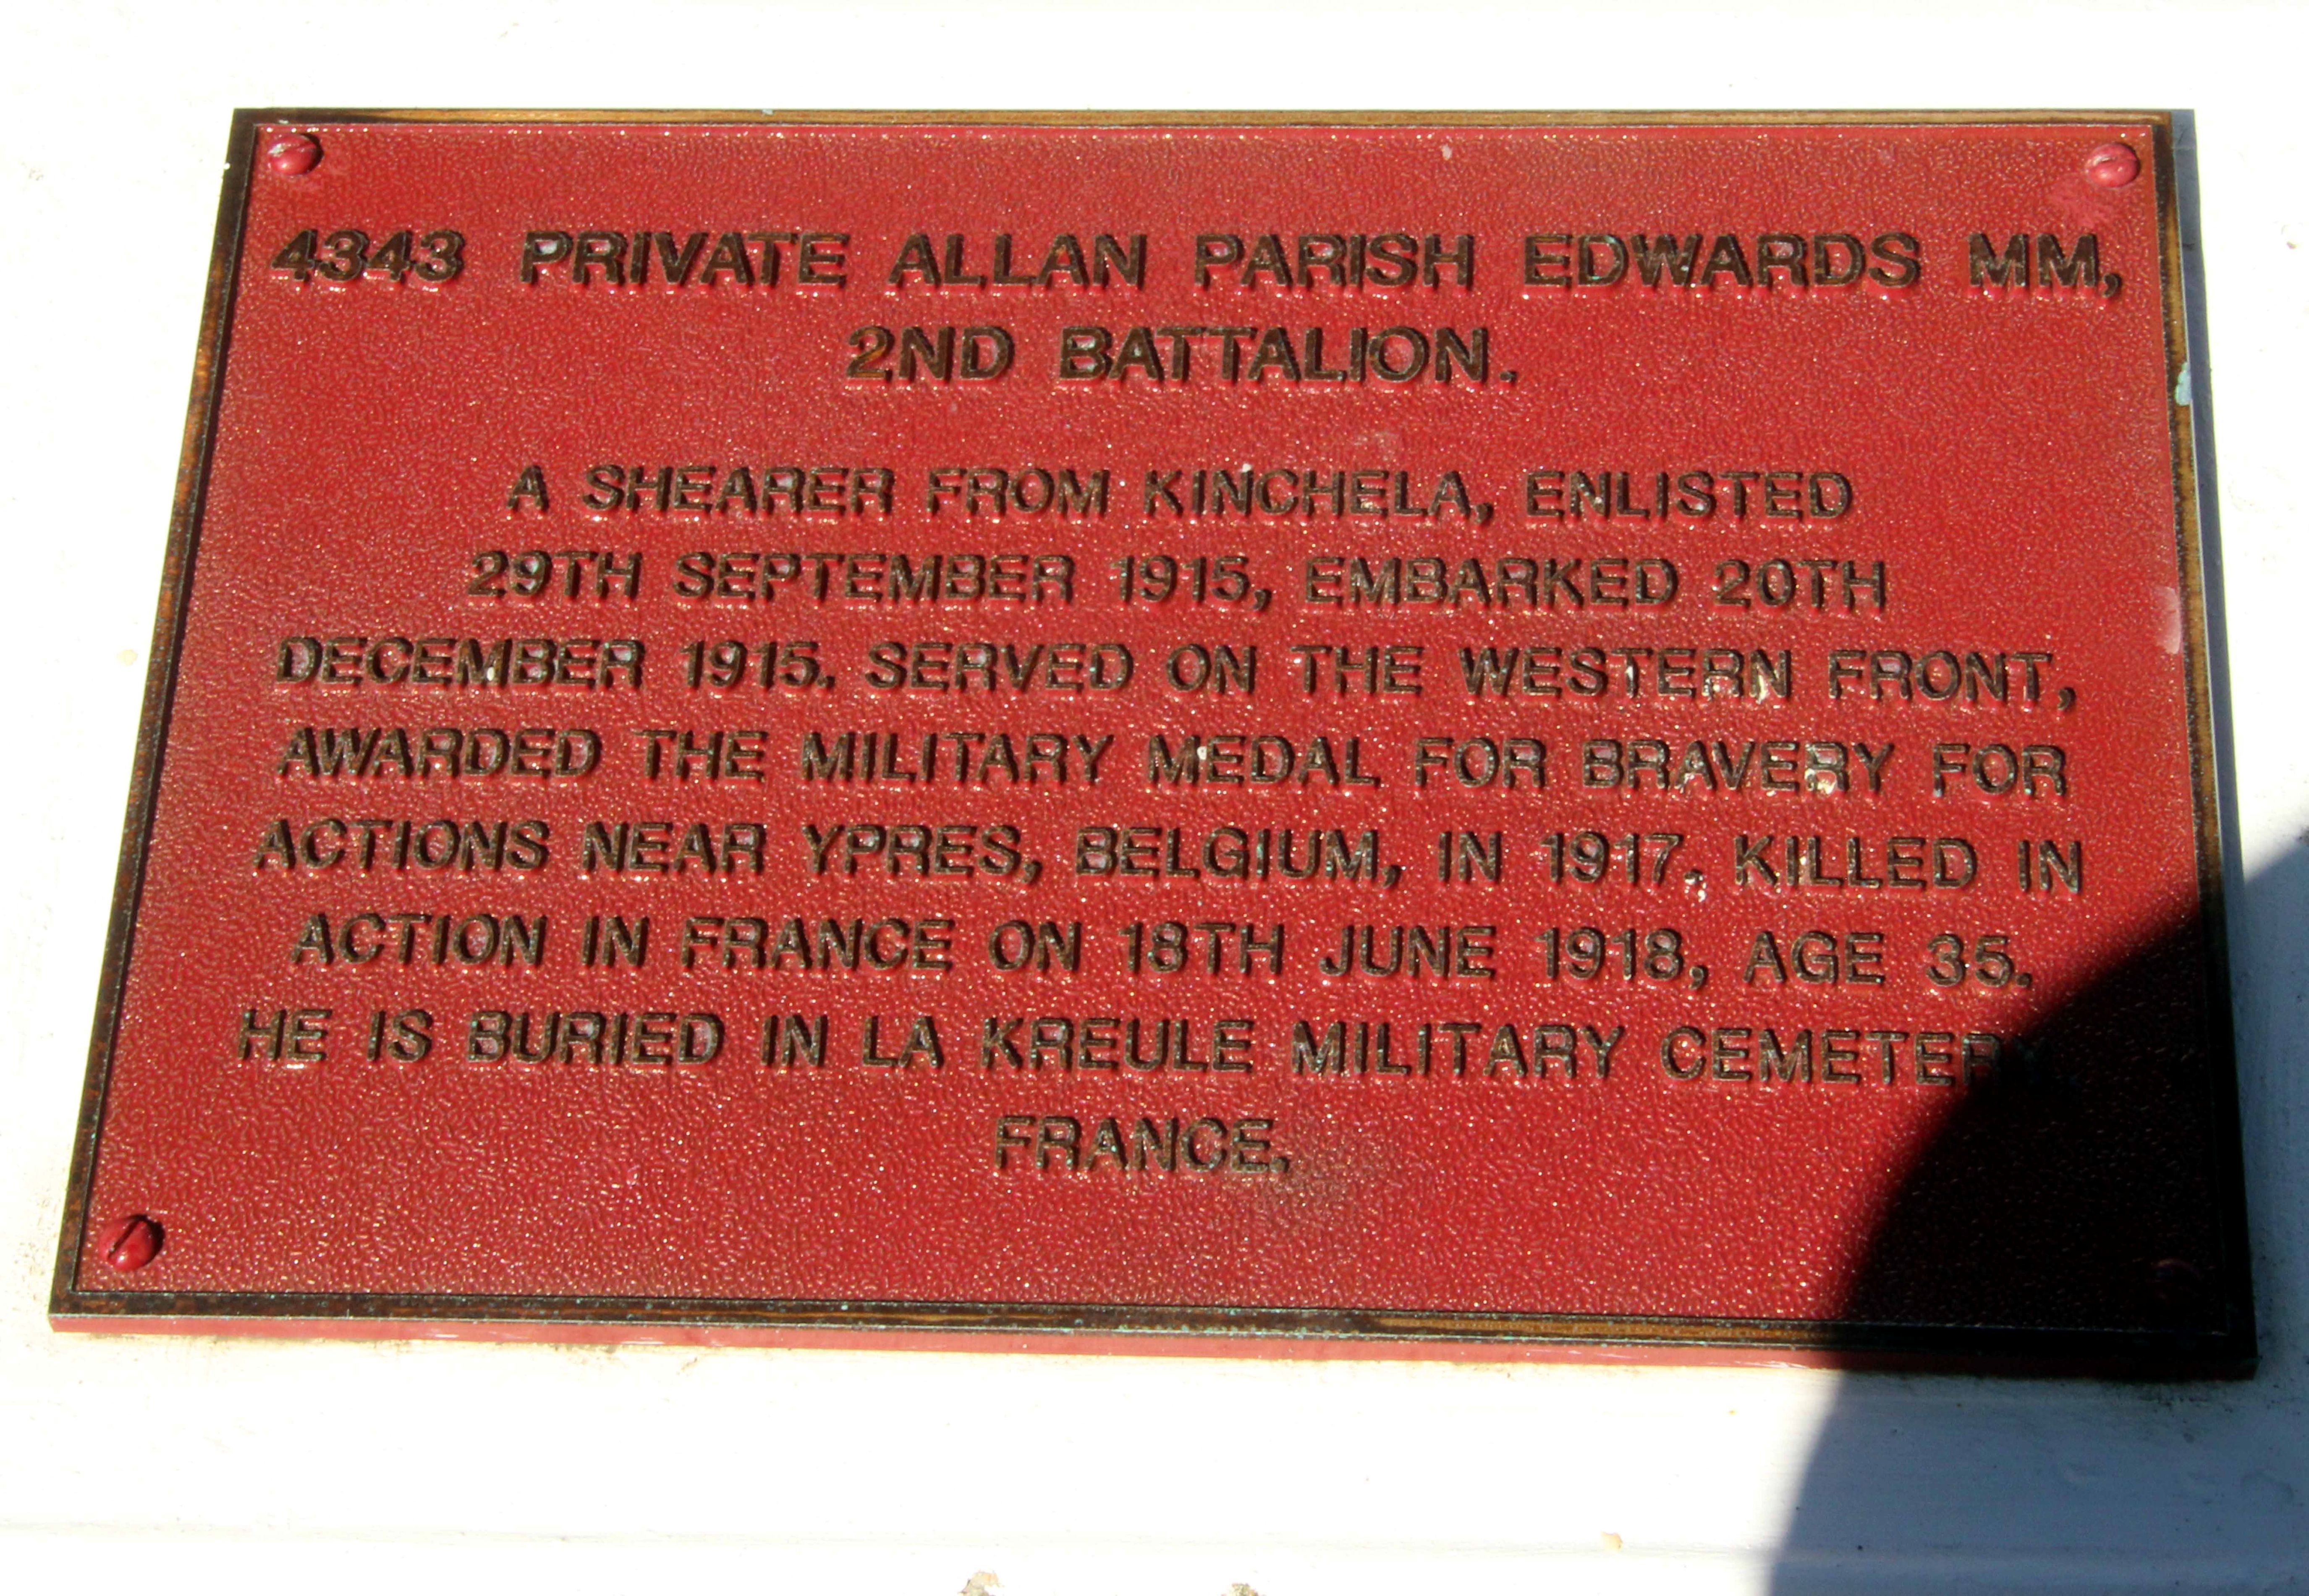 4343 PRIVATE ALLAN PARISH EDWARDS MM,
2ND BATTALION.
A SHEARER FROM KINCHELA, ENLISTED
29TH SEPTEMBER 1915, EMBARKED 20TH
DECEMBER 1915. SERVED ON THE WESTERN FRONT,
AWARDED THE MILITARY MEDAL FOR BRAVERY FOR
ACTIONS NEAR YPRES, BELGIUM, IN 1917. KILLED IN
ACTION IN FRANCE ON 18TH JUNE 1918, AGE 35.
HE IS BURIED IN LA KREULE MILITARY CEMETERY
FRANCE.